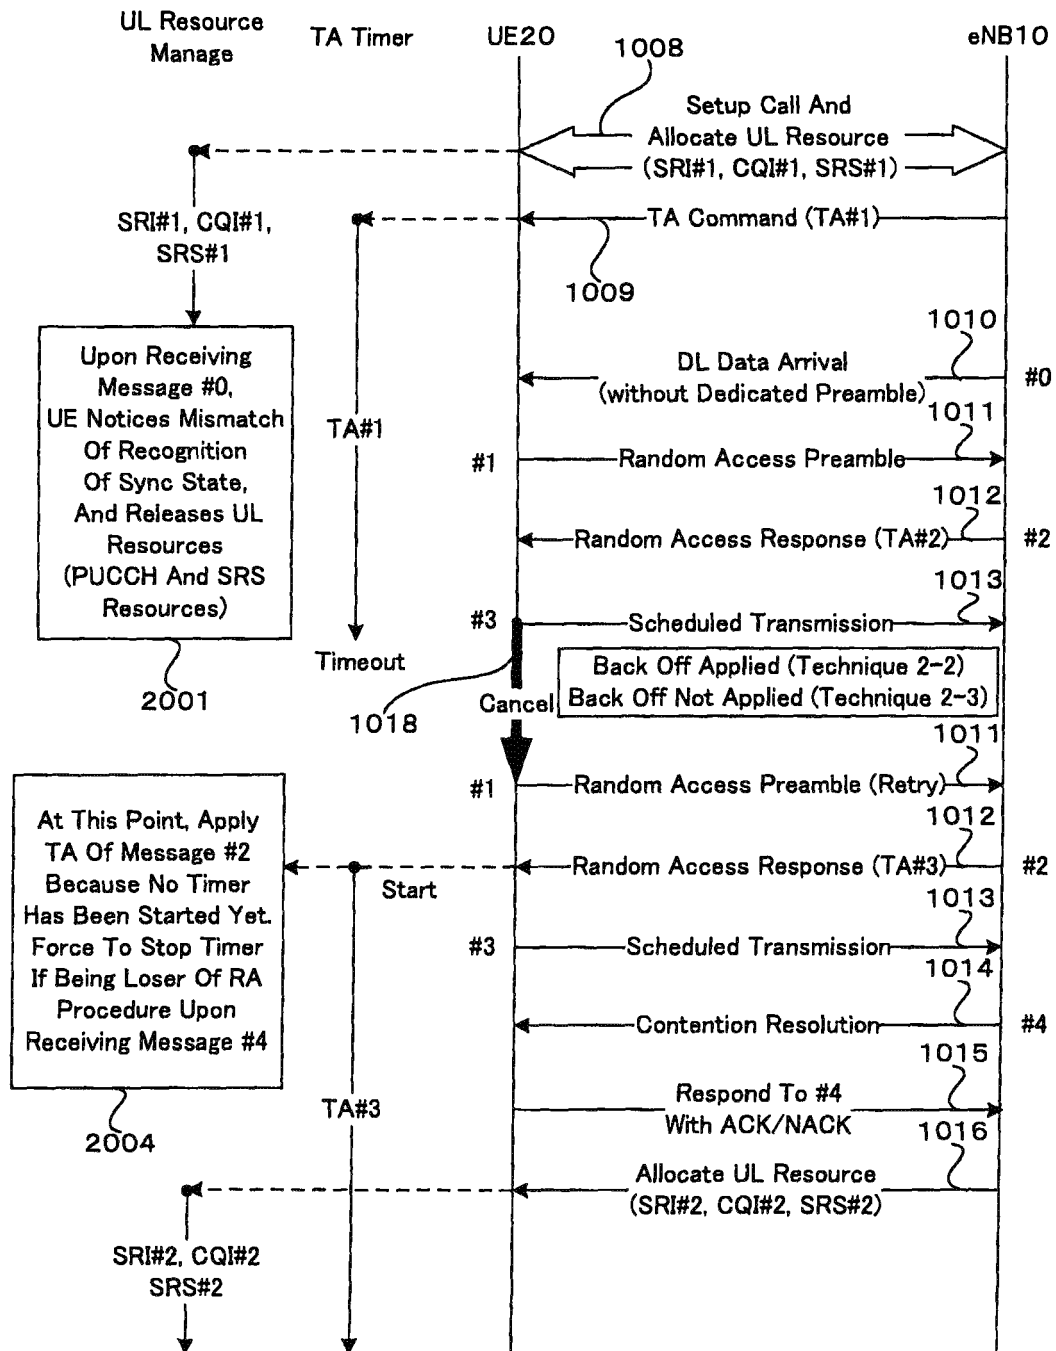 UL Resource
Manage
TA Timer
UE20
eNB10
1008
Setup Call And
Allocate UL Resource
(SRI#1, CQI#1, SRS#1)
SRI#1, CQI#1,
SRS#1
TA Command (TA#1)
1009
1010
Upon Receiving
Message #0,
UE Notices Mismatch
Of Recognition
Of Sync State,
And Releases UL
Resources
(PUCCH And SRS
Resources)
2001
TA#1
Timeout
DL Data Arrival
(without Dedicated Preamble)
#0
1011
#1
Random Access Preamble
1012
Random Access Response (TA#2)
#2
1013
#3
Scheduled Transmission
Back Off Applied (Technique 2-2)
Back Off Not Applied (Technique 2-3)
Cancel
1018
1011
#1
Random Access Preamble (Retry)
1012
At This Point, Apply
TA Of Message #2
Because No Timer
Has Been Started Yet.
Force To Stop Timer
If Being Loser Of RA
Procedure Upon
Receiving Message #4
2004
Start
Random Access Response (TA#3)
#2
1013
#3
Scheduled Transmission
1014
Contention Resolution
#4
1015
TA#3
Respond To #4
With ACK/NACK
1016
Allocate UL Resource
(SRI#2, CQI#2, SRS#2)
SRI#2, CQI#2
SRS#2